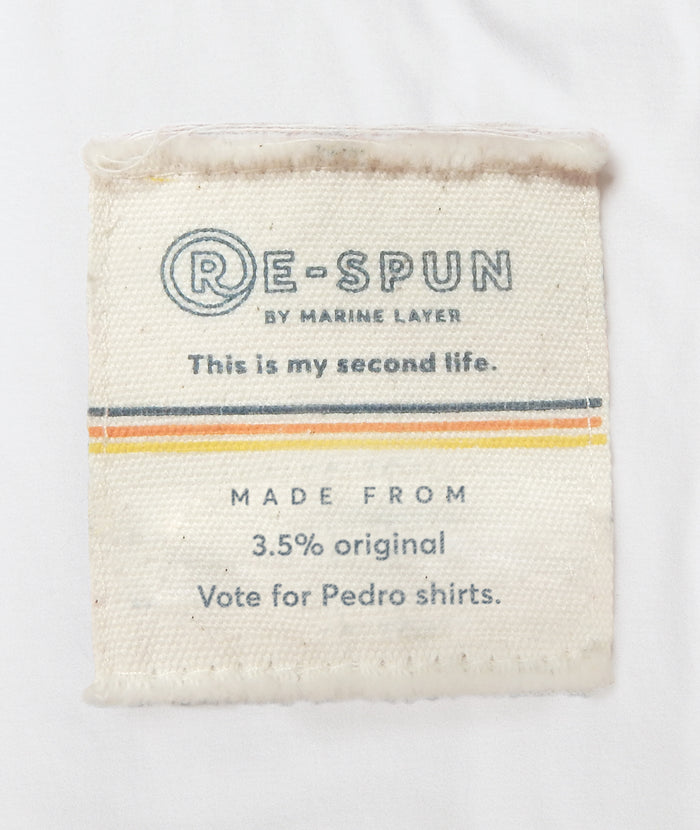 RE-SPUN
BY MARINE LAYER
This is my second life.
MADE FROM
3.5% original
Vote for Pedro shirts.